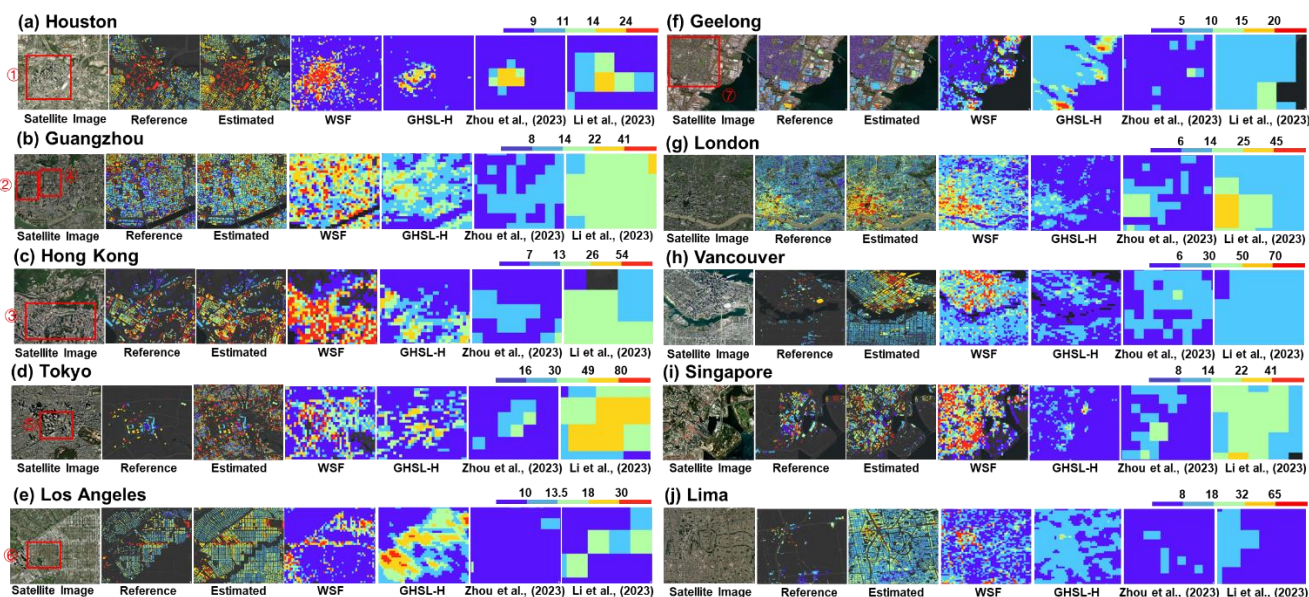 (a) Houston
9 11 14 24
①
Satellite Image Reference Estimated WSF GHSL-H Zhou et al., (2023) Li et al., (2023)
(b) Guangzhou
8 14 22 41
②
Satellite Image Reference Estimated WSF GHSL-H Zhou et al., (2023) Li et al., (2023)
(c) Hong Kong
7 13 26 54
③
Satellite Image Reference Estimated WSF GHSL-H Zhou et al., (2023) Li et al., (2023)
(d) Tokyo
16 30 49 80
⑤
Satellite Image Reference Estimated WSF GHSL-H Zhou et al., (2023) Li et al., (2023)
(e) Los Angeles
10 13.5 18 30
⑥
Satellite Image Reference Estimated WSF GHSL-H Zhou et al., (2023) Li et al., (2023)
(f) Geelong
5 10 15 20
⑦
Satellite Image Reference Estimated WSF GHSL-H Zhou et al., (2023) Li et al., (2023)
(g) London
6 14 25 45
Satellite Image Reference Estimated WSF GHSL-H Zhou et al., (2023) Li et al., (2023)
(h) Vancouver
6 30 50 70
Satellite Image Reference Estimated WSF GHSL-H Zhou et al., (2023) Li et al., (2023)
(i) Singapore
8 14 22 41
Satellite Image Reference Estimated WSF GHSL-H Zhou et al., (2023) Li et al., (2023)
(j) Lima
8 18 32 65
Satellite Image Reference Estimated WSF GHSL-H Zhou et al., (2023) Li et al., (2023)